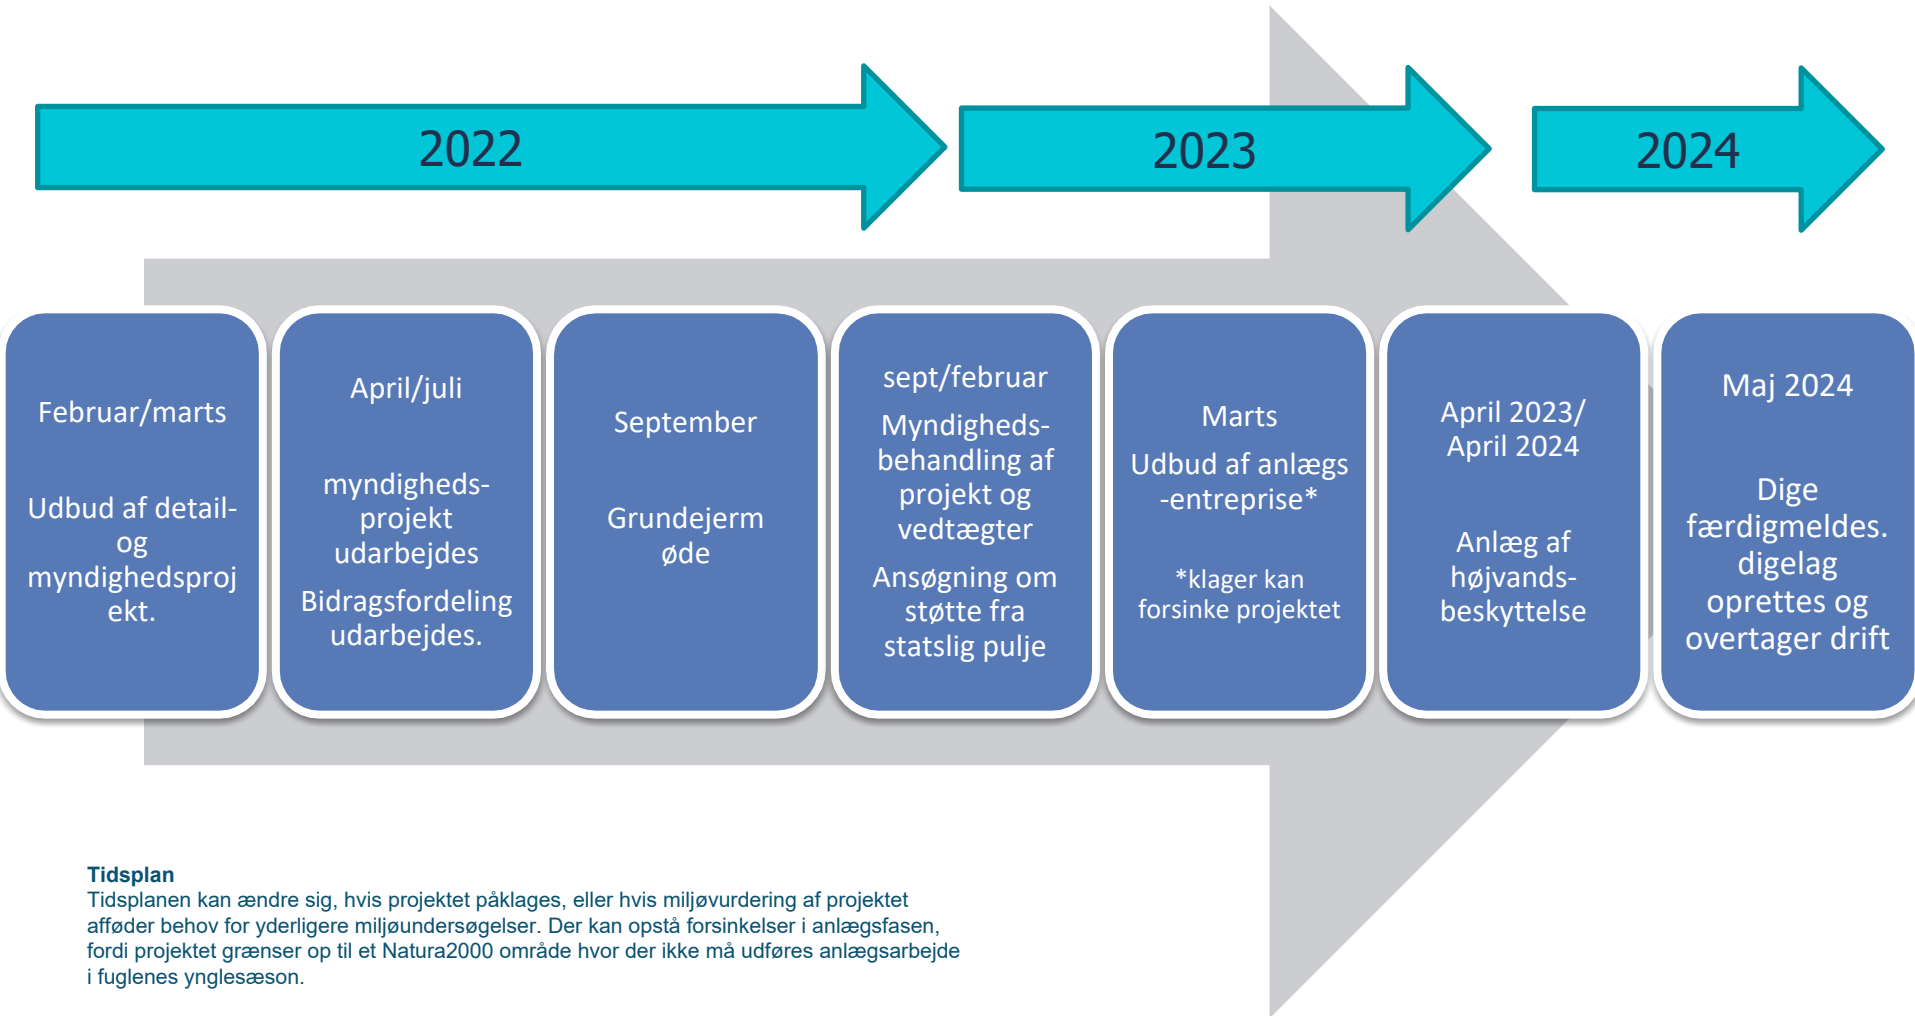 2022
2023
2024
Februar/marts
Udbud af detail-
og
myndighedsproj
ekt.
April/juli
myndigheds-
projekt
udarbejdes
Bidragsfordeling
udarbejdes.
September
Grundejerm
øde
sept/februar
Myndigheds-
behandling af
projekt og
vedtægter
Ansøgning om
støtte fra
statslig pulje
Marts
Udbud af anlægs
-entreprise*
*klager kan
forsinke projektet
April 2023/
April 2024
Anlæg af
højvands-
beskyttelse
Maj 2024
Dige
færdigmeldes.
digelag
oprettes og
overtager drift
Tidsplan
Tidsplanen kan ændre sig, hvis projektet påklages, eller hvis miljøvurdering af projektet
afføder behov for yderligere miljøundersøgelser. Der kan opstå forsinkelser i anlægsfasen,
fordi projektet grænser op til et Natura2000 område hvor der ikke må udføres anlægsarbejde
i fuglenes ynglesæson.